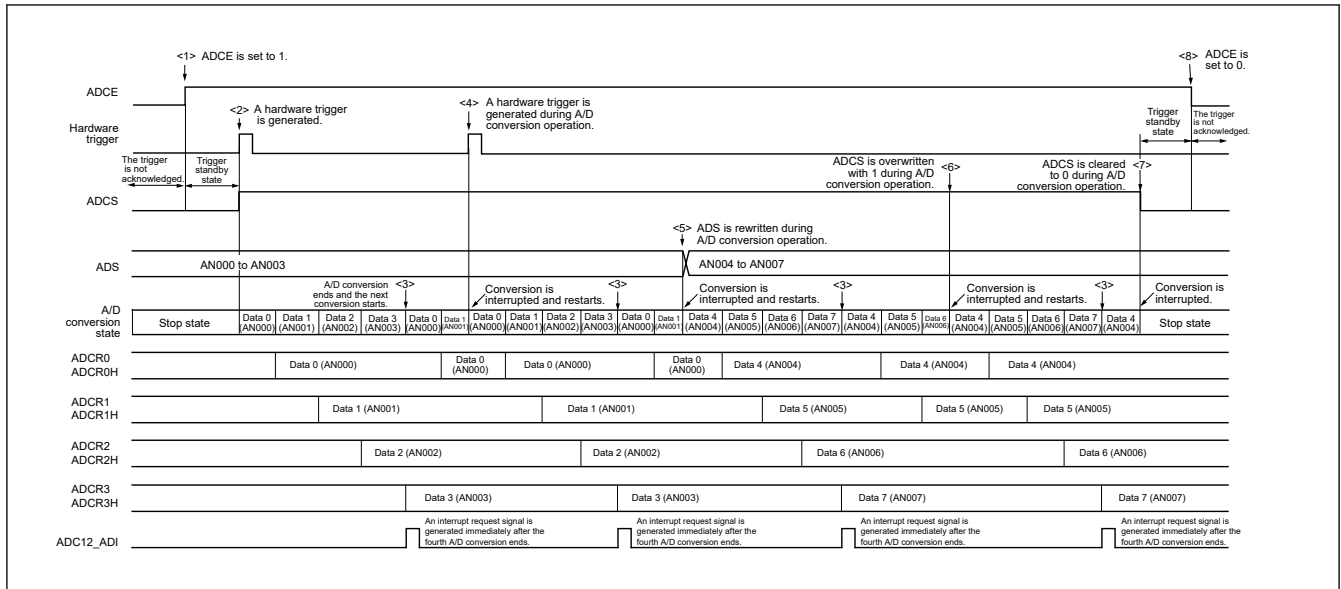 <1> ADCE is set to 1.
<8> ADCE is
set to 0.
ADCE
<2> A hardware trigger
is generated.
<4> A hardware trigger is
generated during A/D
conversion operation.
Hardware
trigger
Trigger
standby
state
The trigger
is not
acknowledged.
The trigger
is not
acknowledged.
Trigger
standby
state
ADCS is overwritten
with 1 during A/D
conversion operation.
<6>
ADCS is cleared
to 0 during A/D
conversion operation.
<7>
ADCS
<5> ADS is rewritten during
A/D conversion operation.
ADS
AN000 to AN003
AN004 to AN007
A/D conversion
ends and the next
conversion starts.
<3>
Conversion is
interrupted and restarts.
<3>
Conversion is
interrupted and restarts.
<3>
Conversion is
interrupted and restarts.
<3>
Conversion is
interrupted.
A/D
conversion
state
Stop state
Data 0 (AN000)
Data 1 (AN001)
Data 2 (AN002)
Data 3 (AN003)
Data 0 (AN000)
Data 1 (AN001)
Data 0 (AN000)
Data 1 (AN001)
Data 2 (AN002)
Data 3 (AN003)
Data 0 (AN000)
Data 1 (AN001)
Data 4 (AN004)
Data 5 (AN005)
Data 6 (AN006)
Data 7 (AN007)
Data 4 (AN004)
Data 5 (AN005)
Data 6 (AN006)
Data 4 (AN004)
Data 5 (AN005)
Data 6 (AN006)
Data 7 (AN007)
Data 4 (AN004)
Stop state
ADCR0
ADCR0H
Data 0 (AN000)
Data 0
(AN000)
Data 0 (AN000)
Data 0
(AN000)
Data 4 (AN004)
Data 4 (AN004)
Data 4 (AN004)
ADCR1
ADCR1H
Data 1 (AN001)
Data 1 (AN001)
Data 5 (AN005)
Data 5 (AN005)
Data 5 (AN005)
ADCR2
ADCR2H
Data 2 (AN002)
Data 2 (AN002)
Data 6 (AN006)
Data 6 (AN006)
ADCR3
ADCR3H
Data 3 (AN003)
Data 3 (AN003)
Data 7 (AN007)
Data 7 (AN007)
ADC12_ADI
An interrupt request signal is
generated immediately after the
fourth A/D conversion ends.
An interrupt request signal is
generated immediately after the
fourth A/D conversion ends.
An interrupt request signal is
generated immediately after the
fourth A/D conversion ends.
An interrupt request signal is
generated immediately after the
fourth A/D conversion ends.